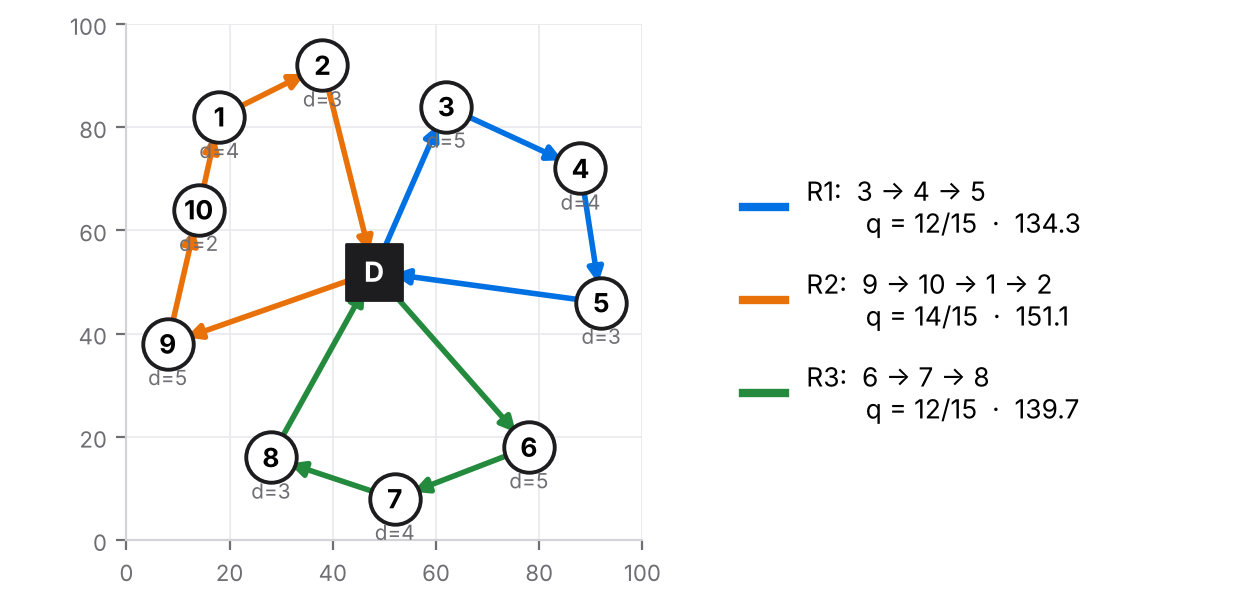 100
80
60
40
20
0
0 20 40 60 80 100
2
d=3
3
d=5
1
d=4
4
d=4
10
d=2
D
5
d=3
9
d=5
6
d=5
8
d=3
7
d=4
R1: 3 → 4 → 5
q = 12/15 · 134.3
R2: 9 → 10 → 1 → 2
q = 14/15 · 151.1
R3: 6 → 7 → 8
q = 12/15 · 139.7